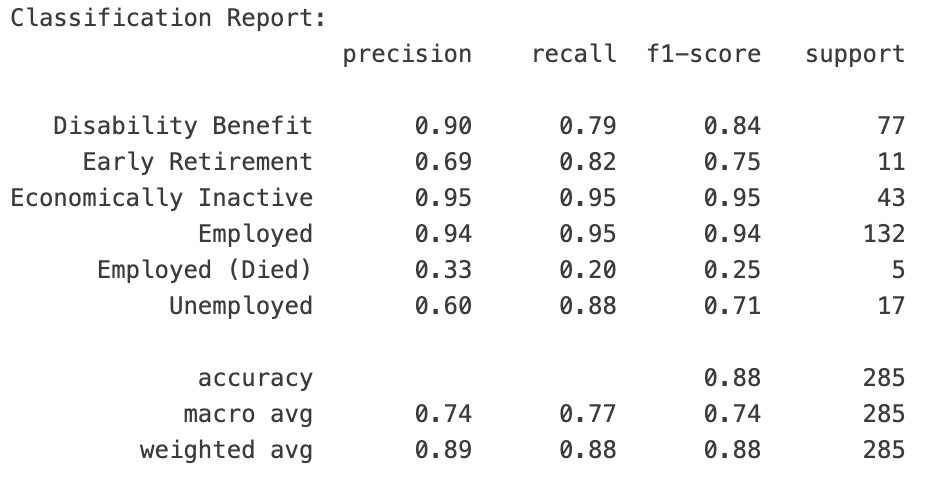 Classification Report:
precision recall f1-score support
Disability Benefit 0.90 0.79 0.84 77
Early Retirement 0.69 0.82 0.75 11
Economically Inactive 0.95 0.95 0.95 43
Employed 0.94 0.95 0.94 132
Employed (Died) 0.33 0.20 0.25 5
Unemployed 0.60 0.88 0.71 17
accuracy 0.88 285
macro avg 0.74 0.77 0.74 285
weighted avg 0.89 0.88 0.88 285